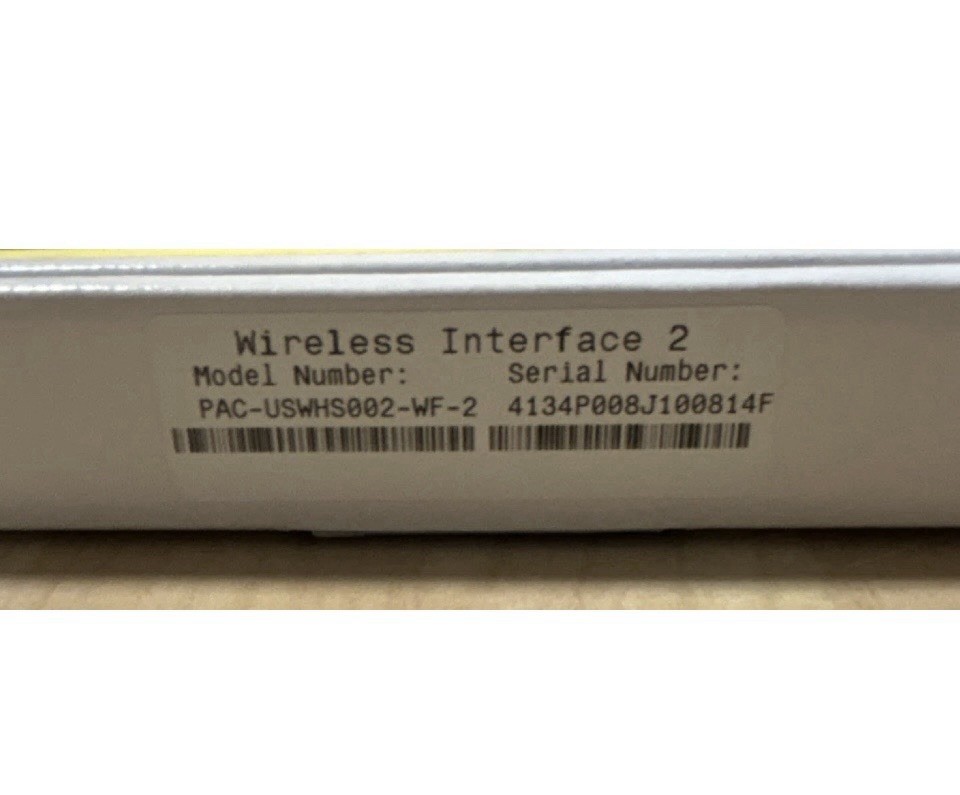 Wireless Interface 2
Model Number: Serial Number:
PAC-USWHS002-WF-2 4134P008J100814F